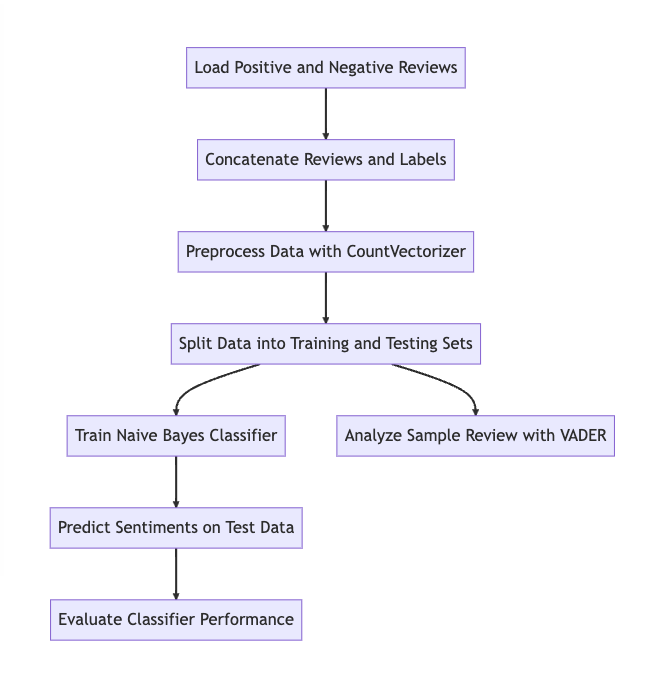 Load Positive and Negative Reviews
Concatenate Reviews and Labels
Preprocess Data with CountVectorizer
Split Data into Training and Testing Sets
Train Naive Bayes Classifier
Analyze Sample Review with VADER
Predict Sentiments on Test Data
Evaluate Classifier Performance